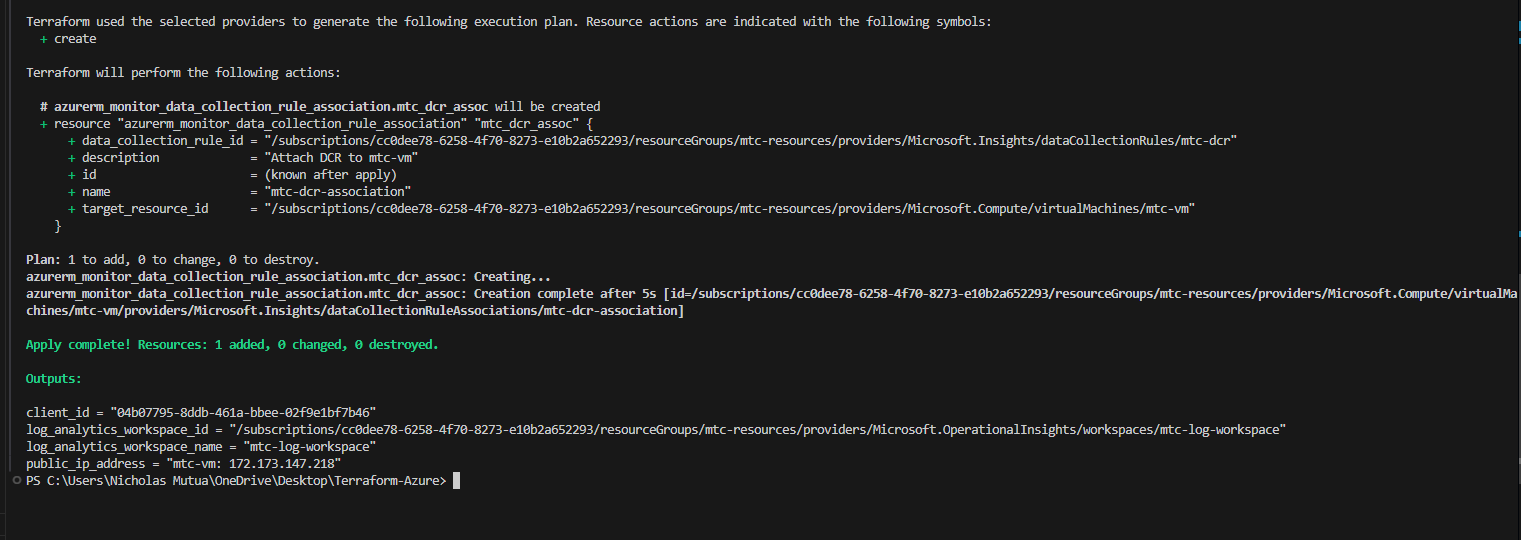 Terraform used the selected providers to generate the following execution plan. Resource actions are indicated with the following symbols:
+ create
Terraform will perform the following actions:
# azurerm_monitor_data_collection_rule_association.mtc_dcr_assoc will be created
+ resource "azurerm_monitor_data_collection_rule_association" "mtc_dcr_assoc" {
+ data_collection_rule_id = "/subscriptions/cc0dee78-6258-4f70-8273-e10b2a652293/resourceGroups/mtc-resources/providers/Microsoft.Insights/dataCollectionRules/mtc-dcr"
+ description = "Attach DCR to mtc-vm"
+ id = (known after apply)
+ name = "mtc-dcr-association"
+ target_resource_id = "/subscriptions/cc0dee78-6258-4f70-8273-e10b2a652293/resourceGroups/mtc-resources/providers/Microsoft.Compute/virtualMachines/mtc-vm"
}
Plan: 1 to add, 0 to change, 0 to destroy.
azurerm_monitor_data_collection_rule_association.mtc_dcr_assoc: Creating...
azurerm_monitor_data_collection_rule_association.mtc_dcr_assoc: Creation complete after 5s [id=/subscriptions/cc0dee78-6258-4f70-8273-e10b2a652293/resourceGroups/mtc-resources/providers/Microsoft.Compute/virtualMa
chines/mtc-vm/providers/Microsoft.Insights/dataCollectionRuleAssociations/mtc-dcr-association]
Apply complete! Resources: 1 added, 0 changed, 0 destroyed.
Outputs:
client_id = "04b07795-8ddb-461a-bbee-02f9e1bf7b46"
log_analytics_workspace_id = "/subscriptions/cc0dee78-6258-4f70-8273-e10b2a652293/resourceGroups/mtc-resources/providers/Microsoft.OperationalInsights/workspaces/mtc-log-workspace"
log_analytics_workspace_name = "mtc-log-workspace"
public_ip_address = "mtc-vm: 172.173.147.218"
PS C:\Users\Nicholas Mutua\OneDrive\Desktop\Terraform-Azure>